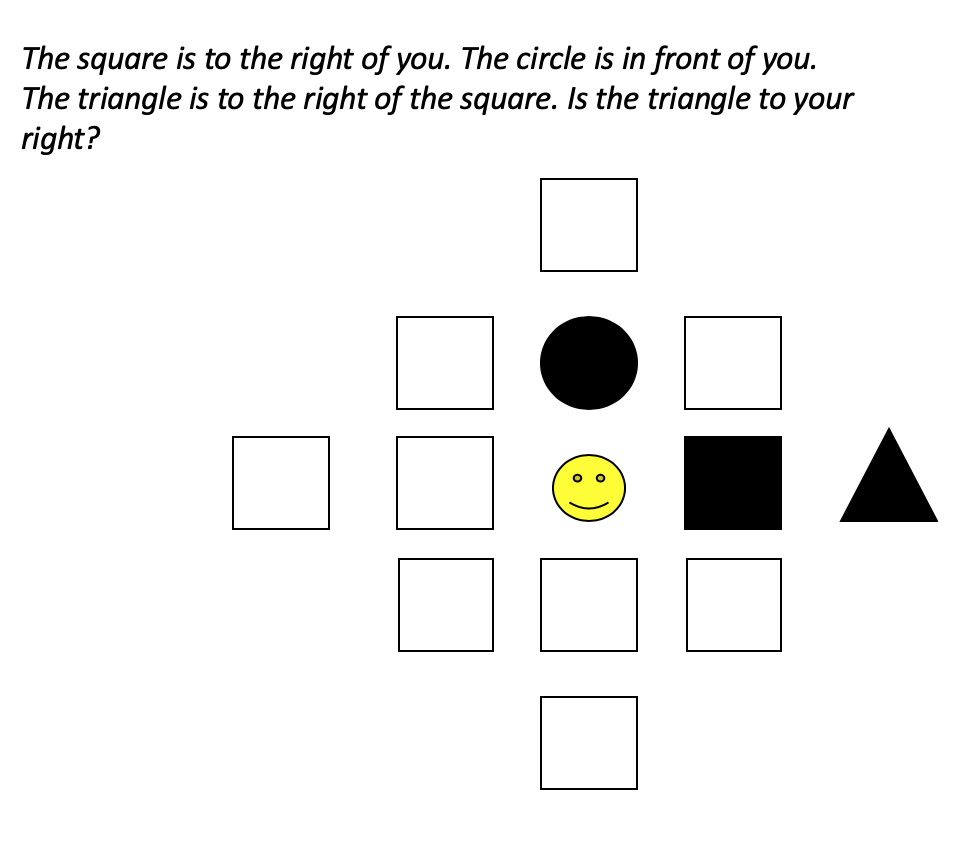 The square is to the right of you. The circle is in front of you.
The triangle is to the right of the square. Is the triangle to your
right?